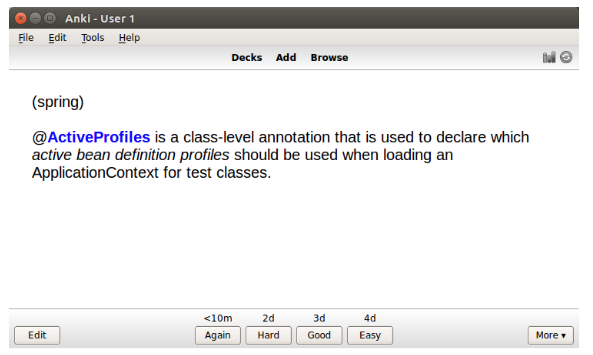 Anki - User 1
File Edit Tools Help
Decks Add Browse
(spring)
@ActiveProfiles is a class-level annotation that is used to declare which
active bean definition profiles should be used when loading an
ApplicationContext for test classes.
<10m 2d 3d 4d
Edit Again Hard Good Easy More ▾